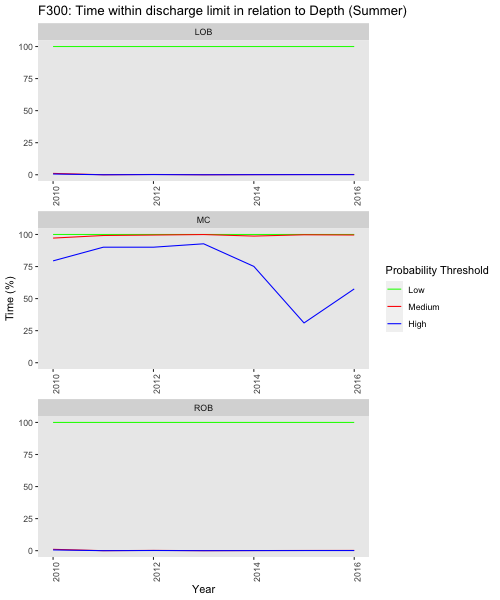 F300: Time within discharge limit in relation to Depth (Summer)
LOB
100
75
50
25
0
2010
2012
2014
2016
MC
100
75
50
25
0
2010
2012
2014
2016
Time (%)
ROB
100
75
50
25
0
2010
2012
2014
2016
Year
Probability Threshold
Low
Medium
High